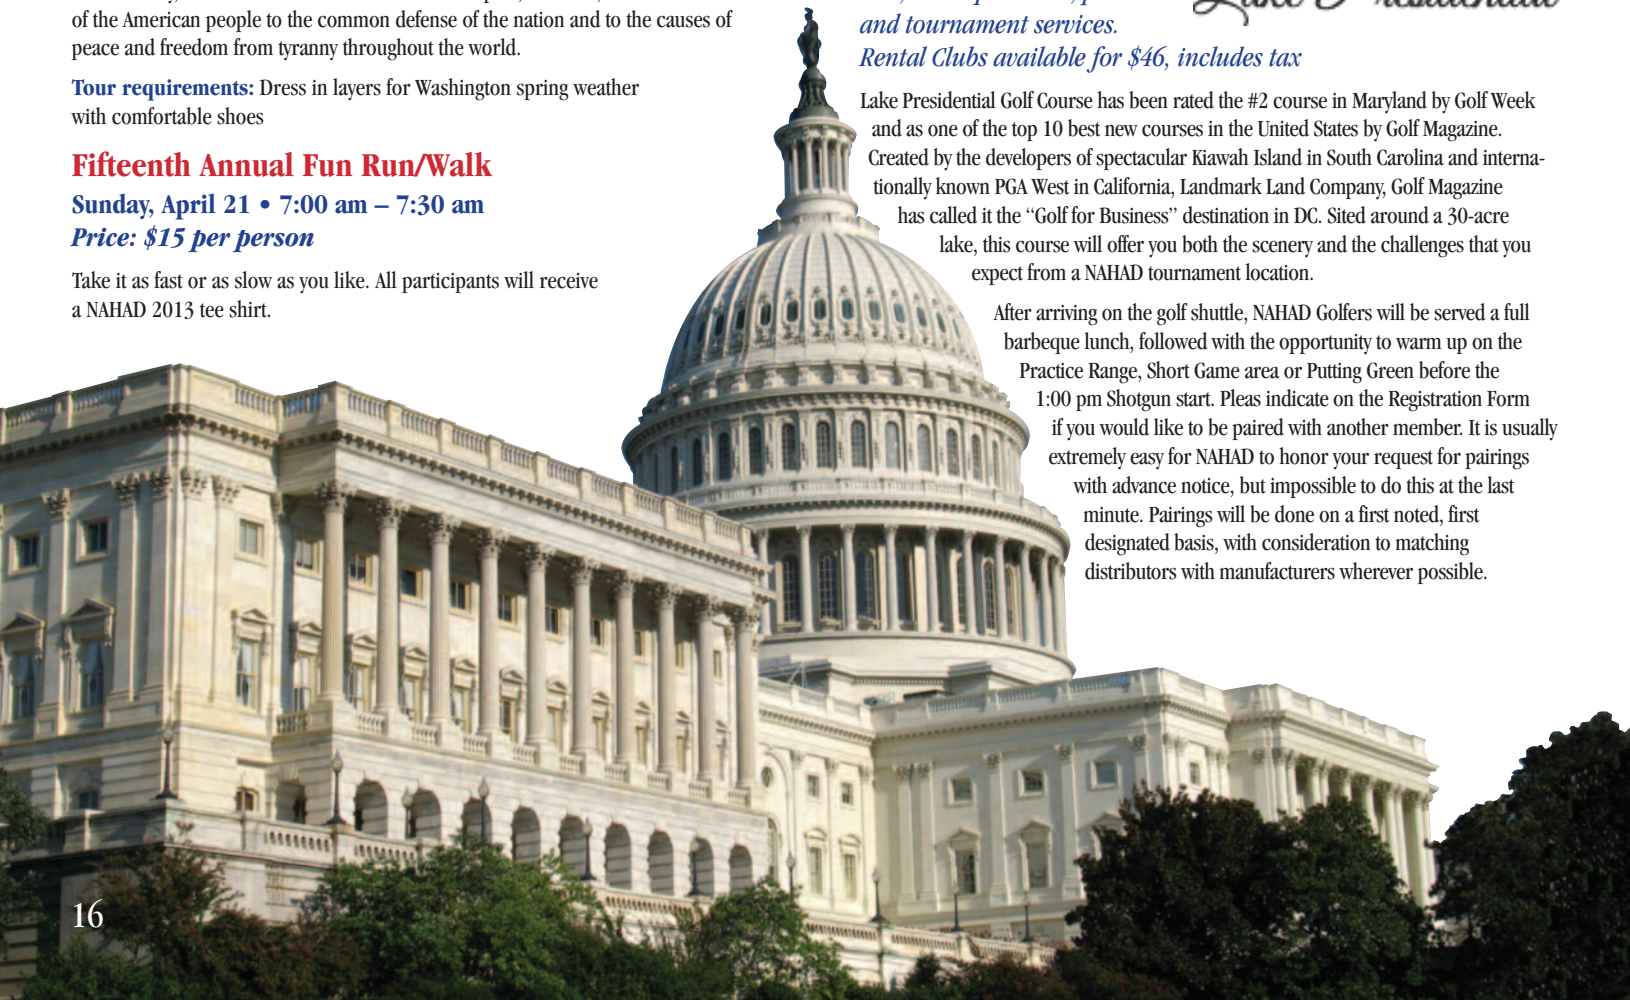 of the American people to the common defense of the nation and to the causes of
peace and freedom from tyranny throughout the world.
Tour requirements: Dress in layers for Washington spring weather
with comfortable shoes
Fifteenth Annual Fun Run/Walk
Sunday, April 21 • 7:00 am – 7:30 am
Price: $15 per person
Take it as fast or as slow as you like. All participants will receive
a NAHAD 2013 tee shirt.
16
and tournament services.
Rental Clubs available for $46, includes tax
Lake Presidential Golf Course has been rated the #2 course in Maryland by Golf Week
and as one of the top 10 best new courses in the United States by Golf Magazine.
Created by the developers of spectacular Kiawah Island in South Carolina and interna-
tionally known PGA West in California, Landmark Land Company, Golf Magazine
has called it the “Golf for Business” destination in DC. Sited around a 30-acre
lake, this course will offer you both the scenery and the challenges that you
expect from a NAHAD tournament location.
After arriving on the golf shuttle, NAHAD Golfers will be served a full
barbeque lunch, followed with the opportunity to warm up on the
Practice Range, Short Game area or Putting Green before the
1:00 pm Shotgun start. Pleas indicate on the Registration Form
if you would like to be paired with another member. It is usually
extremely easy for NAHAD to honor your request for pairings
with advance notice, but impossible to do this at the last
minute. Pairings will be done on a first noted, first
designated basis, with consideration to matching
distributors with manufacturers wherever possible.